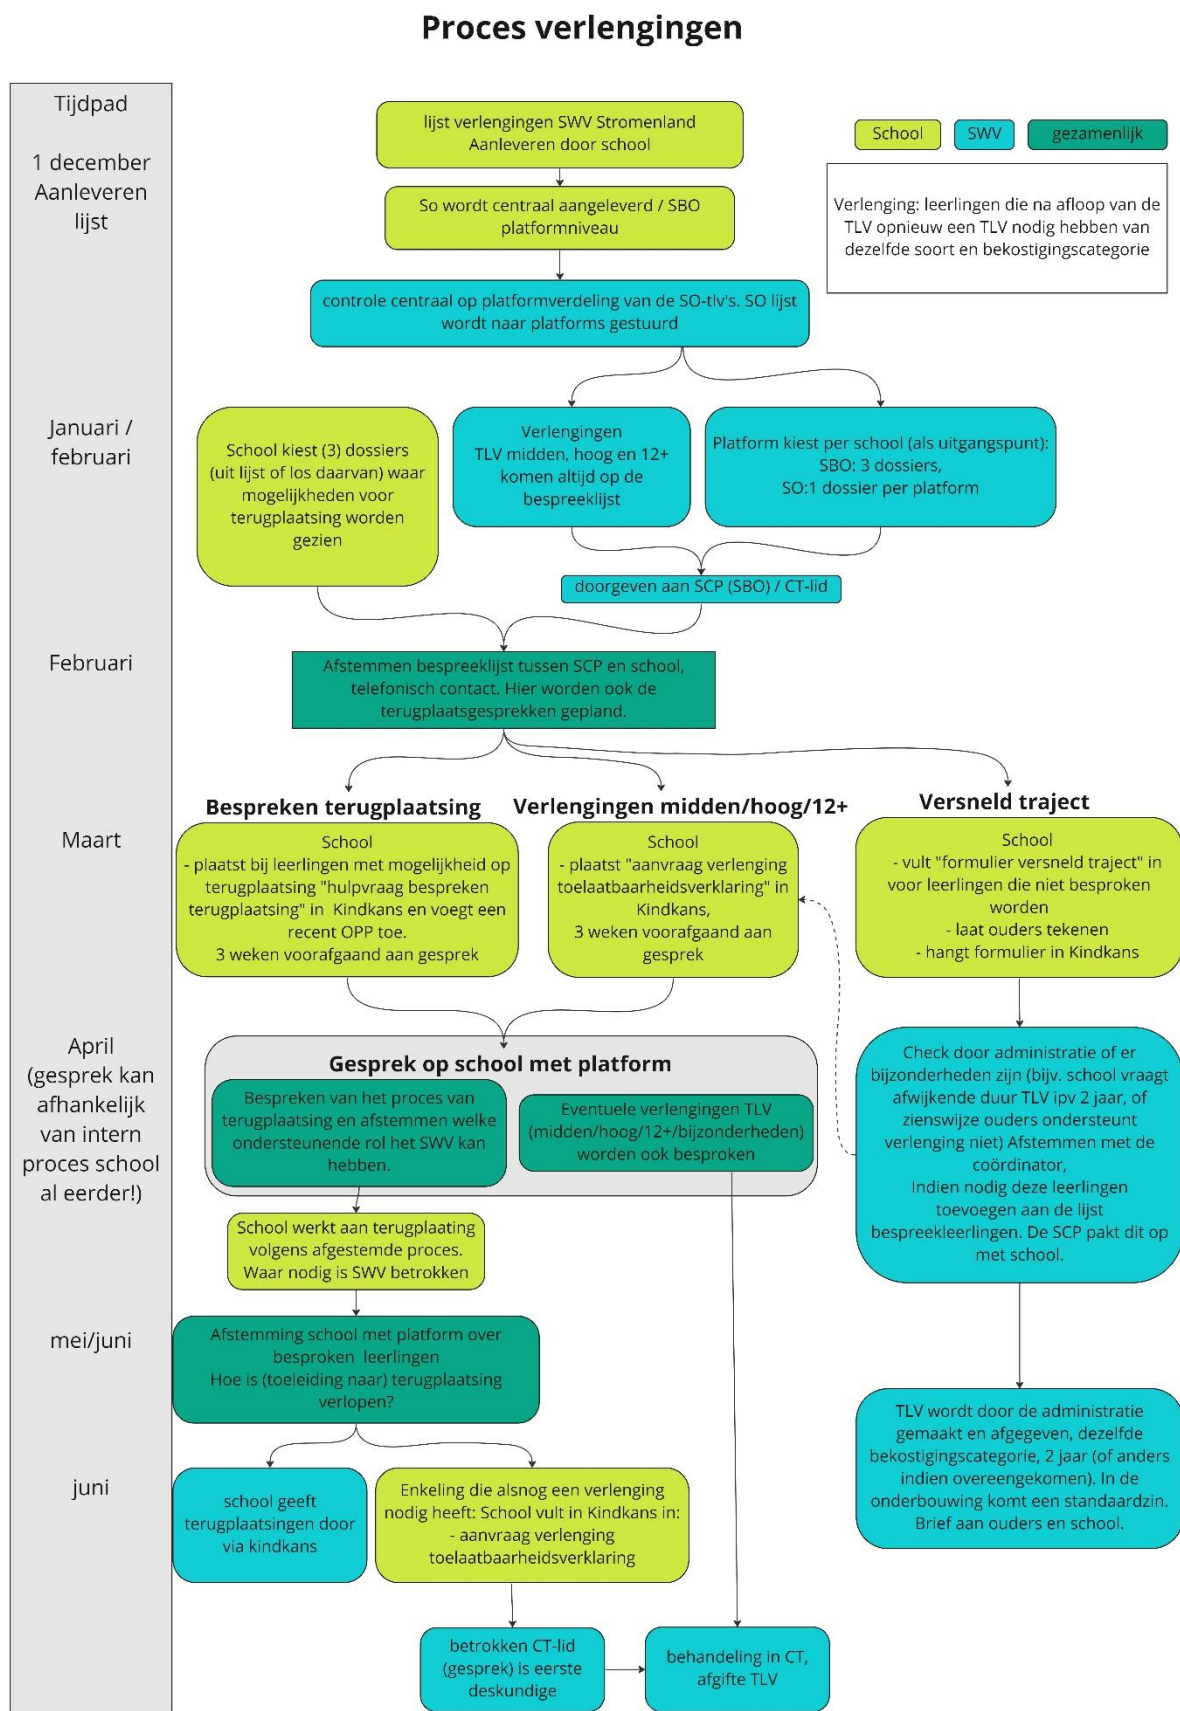 Proces verlengingen
Tijdpad
1 december
Aanleveren
lijst
lijst verlengingen SWV Stromenland
Aanleveren door school
School
SWV
gezamenlijk
Verlenging: leerlingen die na afloop van de
TLV opnieuw een TLV nodig hebben van
dezelfde soort en bekostigingscategorie
So wordt centraal aangeleverd / SBO
platformniveau
controle centraal op platformverdeling van de SO-tlv's. SO lijst
wordt naar platforms gestuurd
Januari /
februari
School kiest (3) dossiers
(uit lijst of los daarvan) waar
mogelijkheden voor
terugplaatsing worden
gezien
Verlengingen
TLV midden, hoog en 12+
komen altijd op de
bespreeklijst
Platform kiest per school (als uitgangspunt):
SBO: 3 dossiers,
SO:1 dossier per platform
doorgeven aan SCP (SBO) / CT-lid
Februari
Afstemmen bespreeklijst tussen SCP en school,
telefonisch contact. Hier worden ook de
terugplaatsgesprekken gepland.
Maart
Bespreken terugplaatsing
School
- plaatst bij leerlingen met mogelijkheid op
terugplaatsing "hulpvraag bespreken
terugplaatsing" in Kindkans en voegt een
recent OPP toe.
3 weken voorafgaand aan gesprek
Verlengingen midden/hoog/12+
School
- plaatst "aanvraag verlenging
toelaatbaarheidsverklaring" in
Kindkans,
3 weken voorafgaand aan
gesprek
Versneld traject
School
- vult "formulier versneld traject" in
voor leerlingen die niet besproken
worden
- laat ouders tekenen
- hangt formulier in Kindkans
April
(gesprek kan
afhankelijk
van intern
proces school
al eerder!)
Gesprek op school met platform
Bespreken van het proces van
terugplaatsing en afstemmen welke
ondersteunende rol het SWV kan
hebben.
Eventuele verlengingen TLV
(midden/hoog/12+/bijzonderheden)
worden ook besproken
Check door administratie of er
bijzonderheden zijn (bijv. school vraagt
afwijkende duur TLV ipv 2 jaar, of
zienswijze ouders ondersteunt
verlenging niet) Afstemmen met de
coördinator,
Indien nodig deze leerlingen
toevoegen aan de lijst
bespreekleerlingen. De SCP pakt dit op
met school.
School werkt aan terugplaating
volgens afgestemde proces.
Waar nodig is SWV betrokken
mei/juni
Afstemming school met platform over
besproken leerlingen
Hoe is (toeleiding naar) terugplaatsing
verlopen?
TLV wordt door de administratie
gemaakt en afgegeven, dezelfde
bekostigingscategorie, 2 jaar (of anders
indien overeengekomen). In de
onderbouwing komt een standaardzin.
Brief aan ouders en school.
juni
school geeft
terugplaatsingen door
via kindkans
Enkeling die alsnog een verlenging
nodig heeft: School vult in Kindkans in:
- aanvraag verlenging
toelaatbaarheidsverklaring
betrokken CT-lid
(gesprek) is eerste
deskundige
behandeling in CT,
afgifte TLV